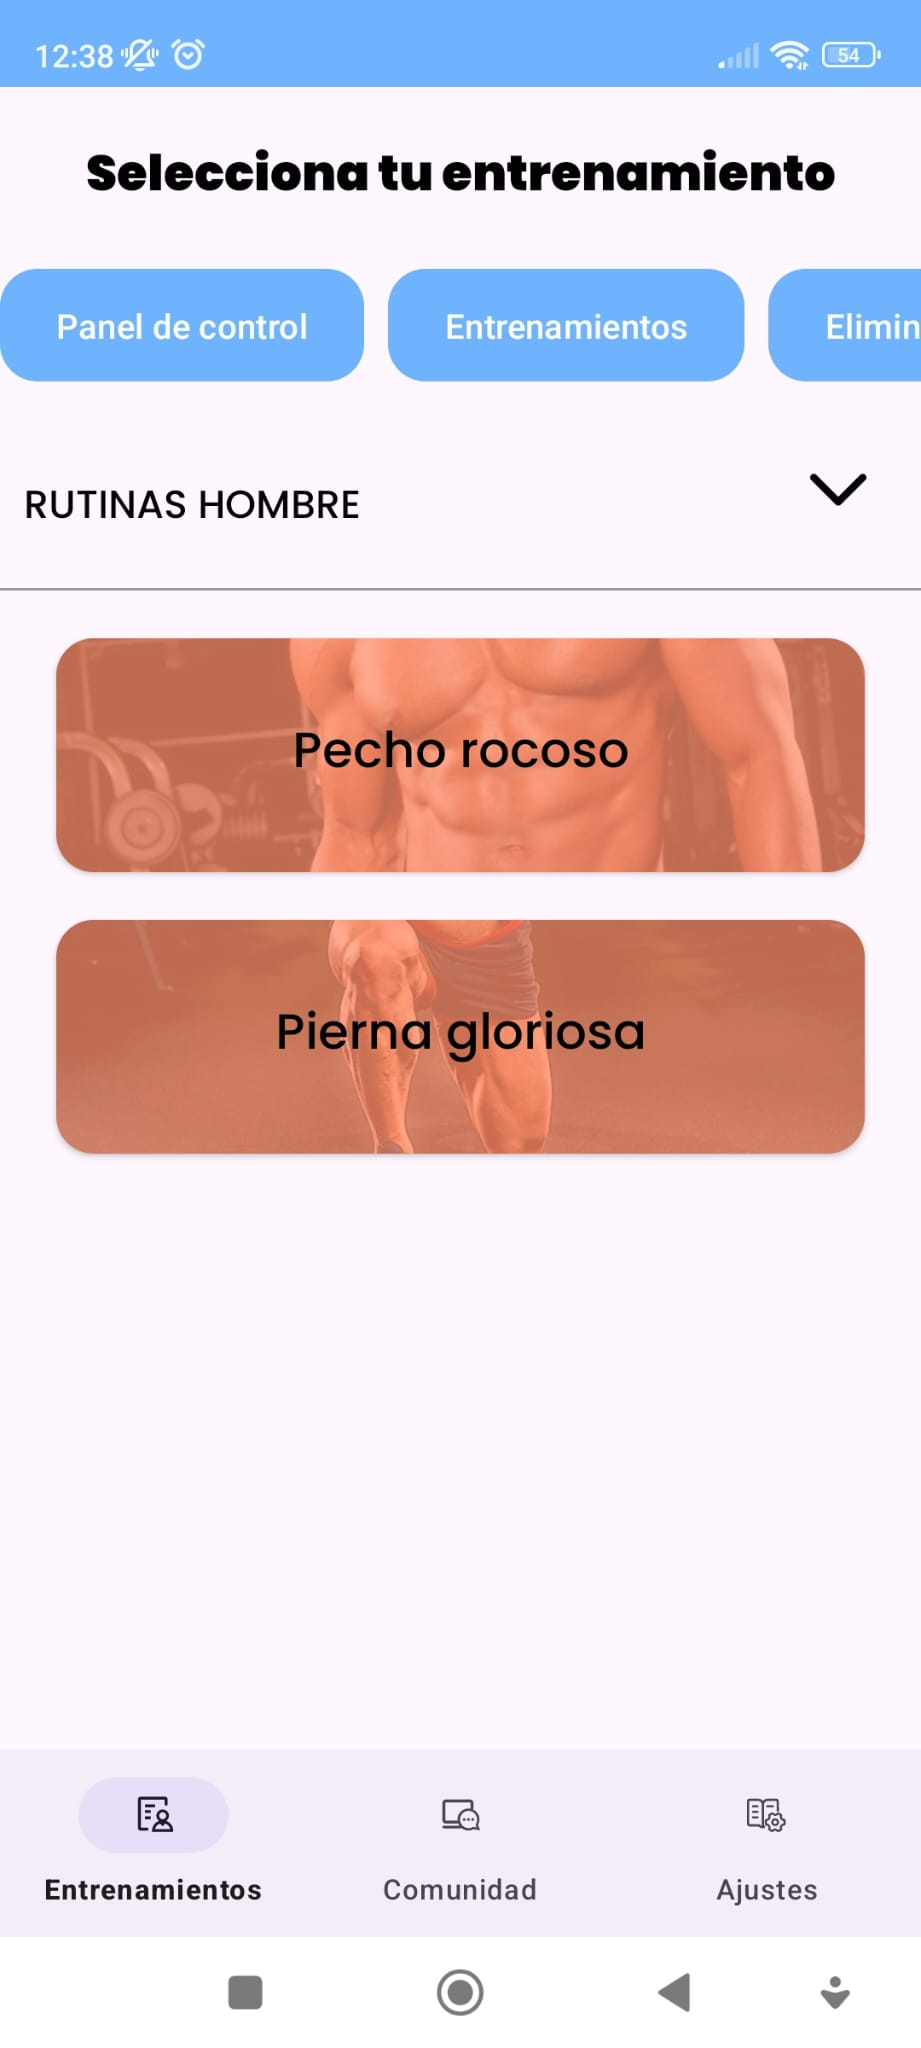 12:38 54
Selecciona tu entrenamiento
Panel de control Entrenamientos Elimin
RUTINAS HOMBRE
Pecho rocoso
Pierna gloriosa
Entrenamientos Comunidad Ajustes